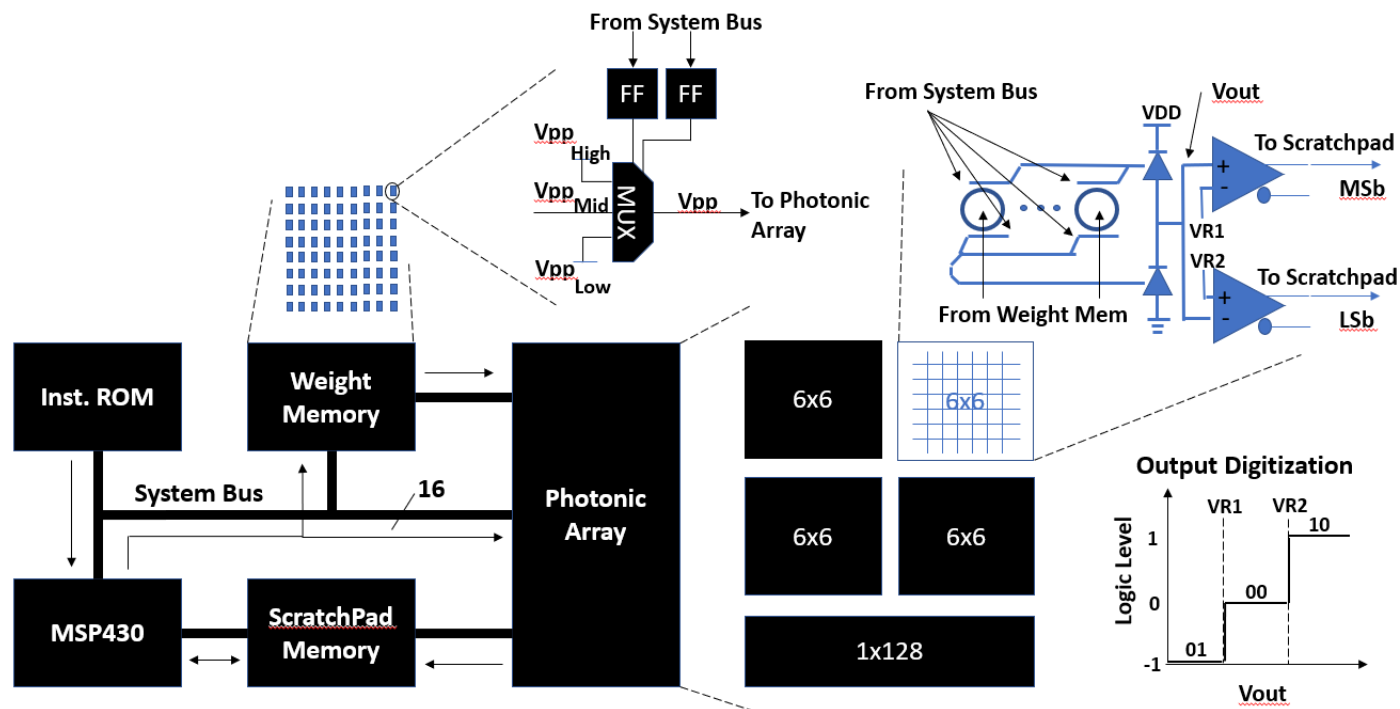 From System Bus
FF
FF
Vpp
High
Vpp
Mid
Vpp
Low
MUX
Vpp
To Photonic
Array
From System Bus
VDD
Vout
+
-
VR1
VR2
+
-
To Scratchpad
MSb
To Scratchpad
LSb
From Weight Mem
Inst. ROM
Weight
Memory
System Bus
16
Photonic
Array
MSP430
ScratchPad
Memory
6x6
6x6
6x6
6x6
1x128
Output Digitization
VR1
VR2
Logic Level
1
0
-1
10
00
01
Vout